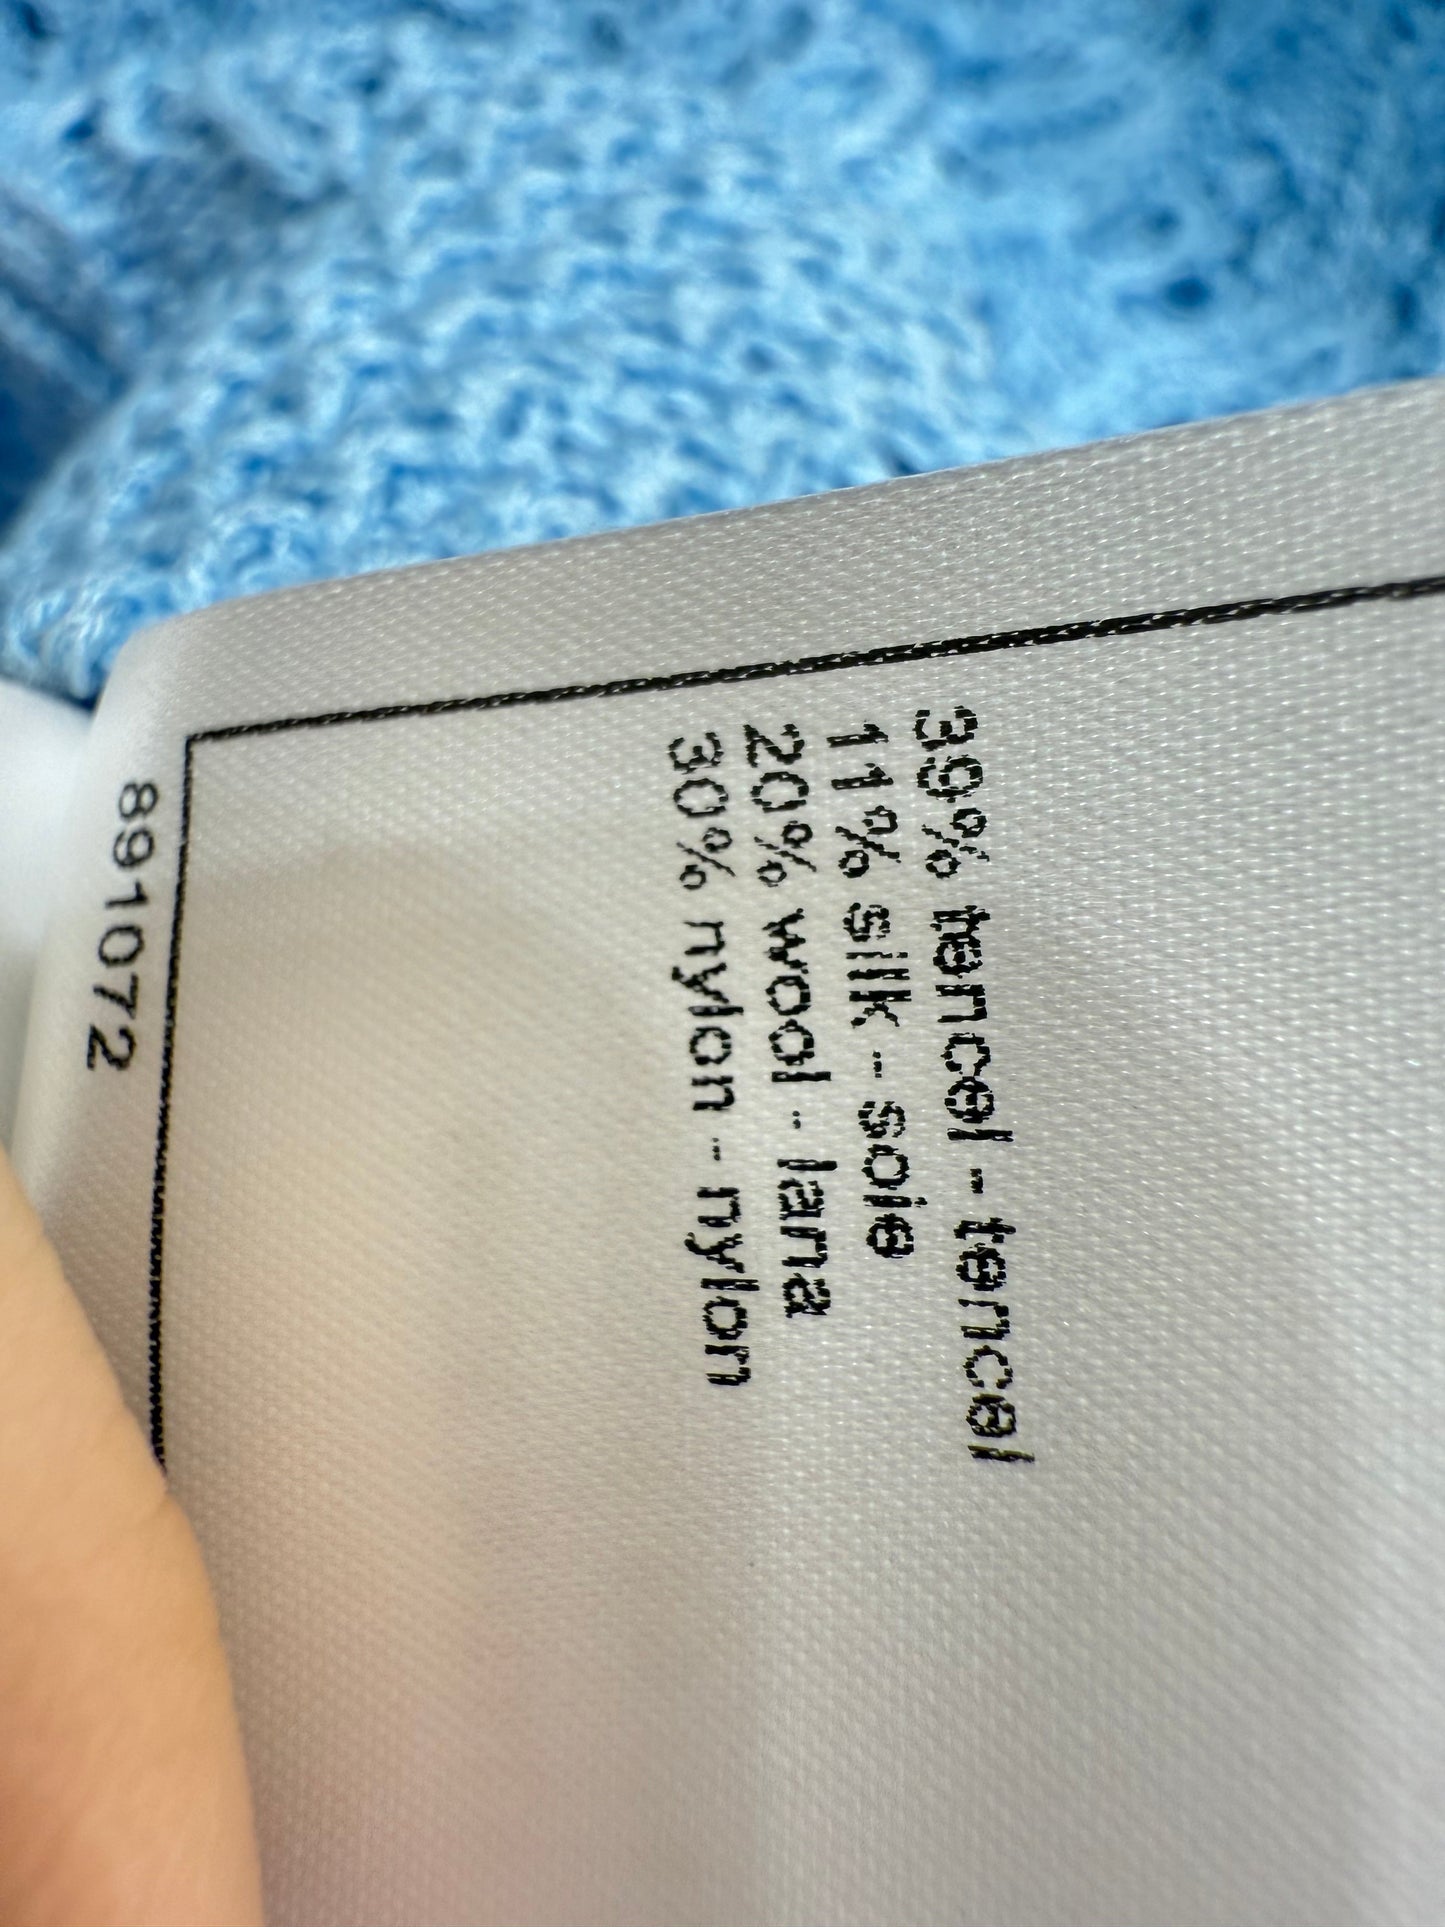 39% tencel - tencel
11% silk - soie
20% wool - lana
30% nylon - nylon
891072